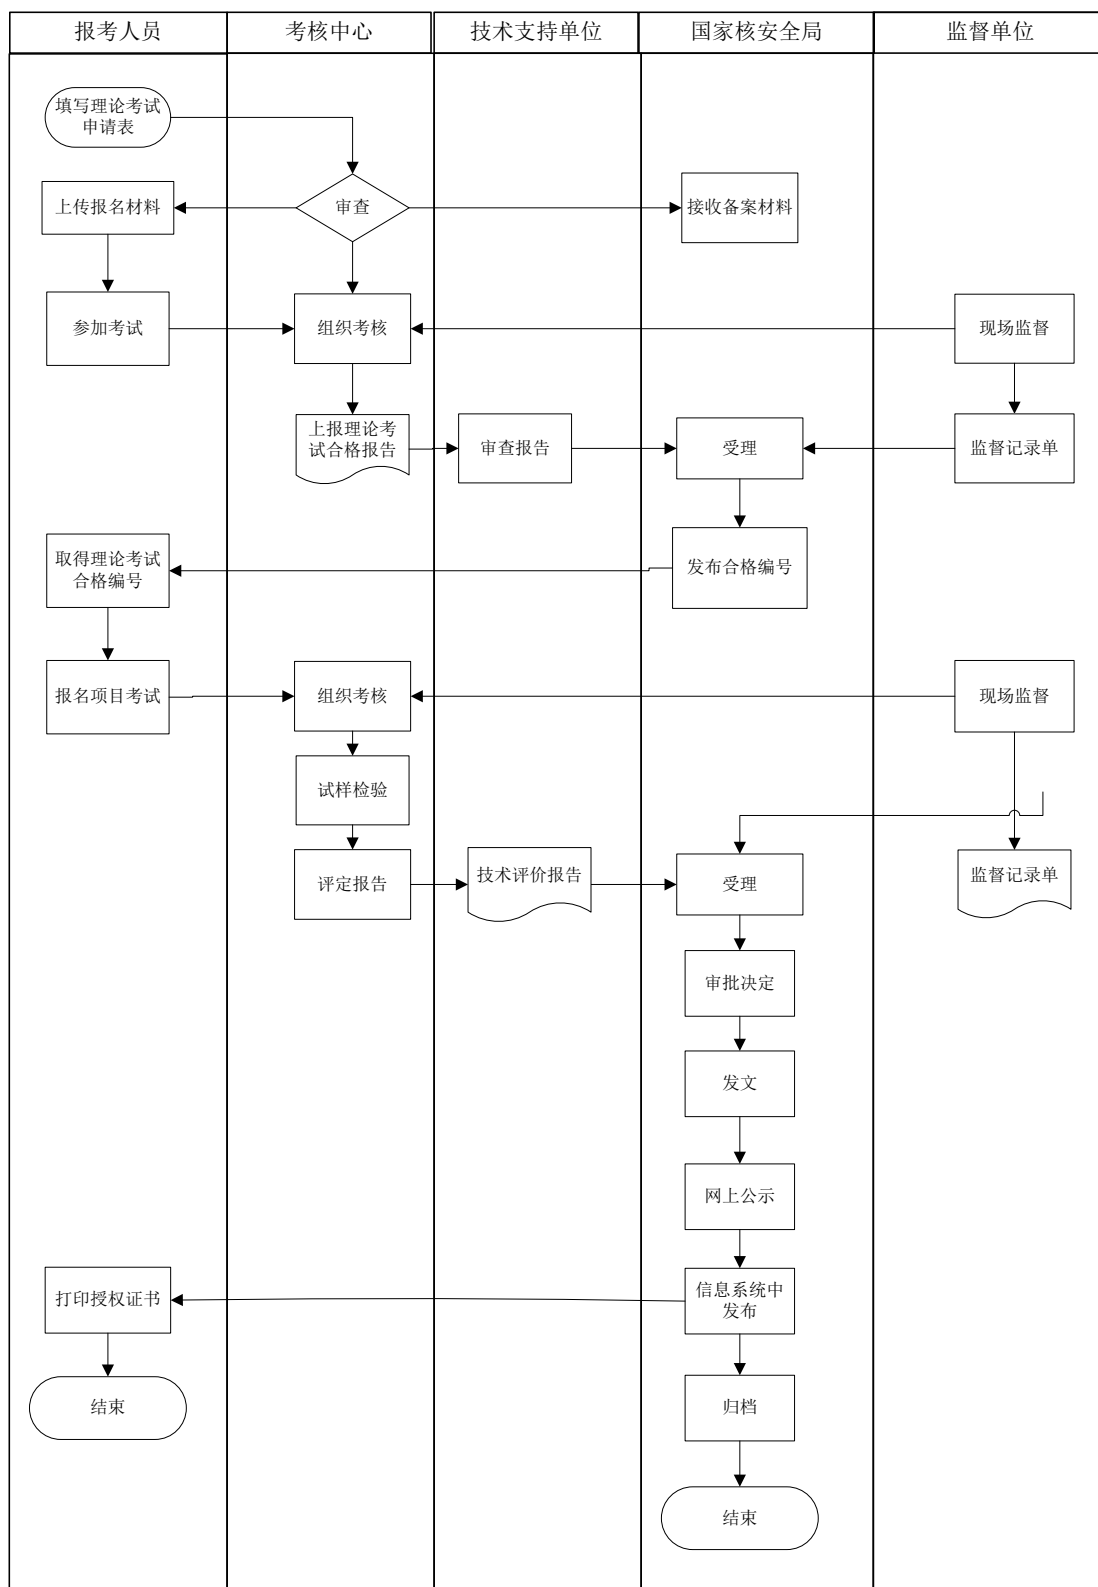 报考人员
考核中心
技术支持单位
国家核安全局
监督单位
填写理论考试
申请表
上传报名材料
审查
接收备案材料
参加考试
组织考核
现场监督
上报理论考
试合格报告
审查报告
受理
监督记录单
取得理论考试
合格编号
发布合格编号
报名项目考试
组织考核
现场监督
试样检验
评定报告
技术评价报告
受理
监督记录单
审批决定
发文
网上公示
打印授权证书
信息系统中
发布
结束
归档
结束